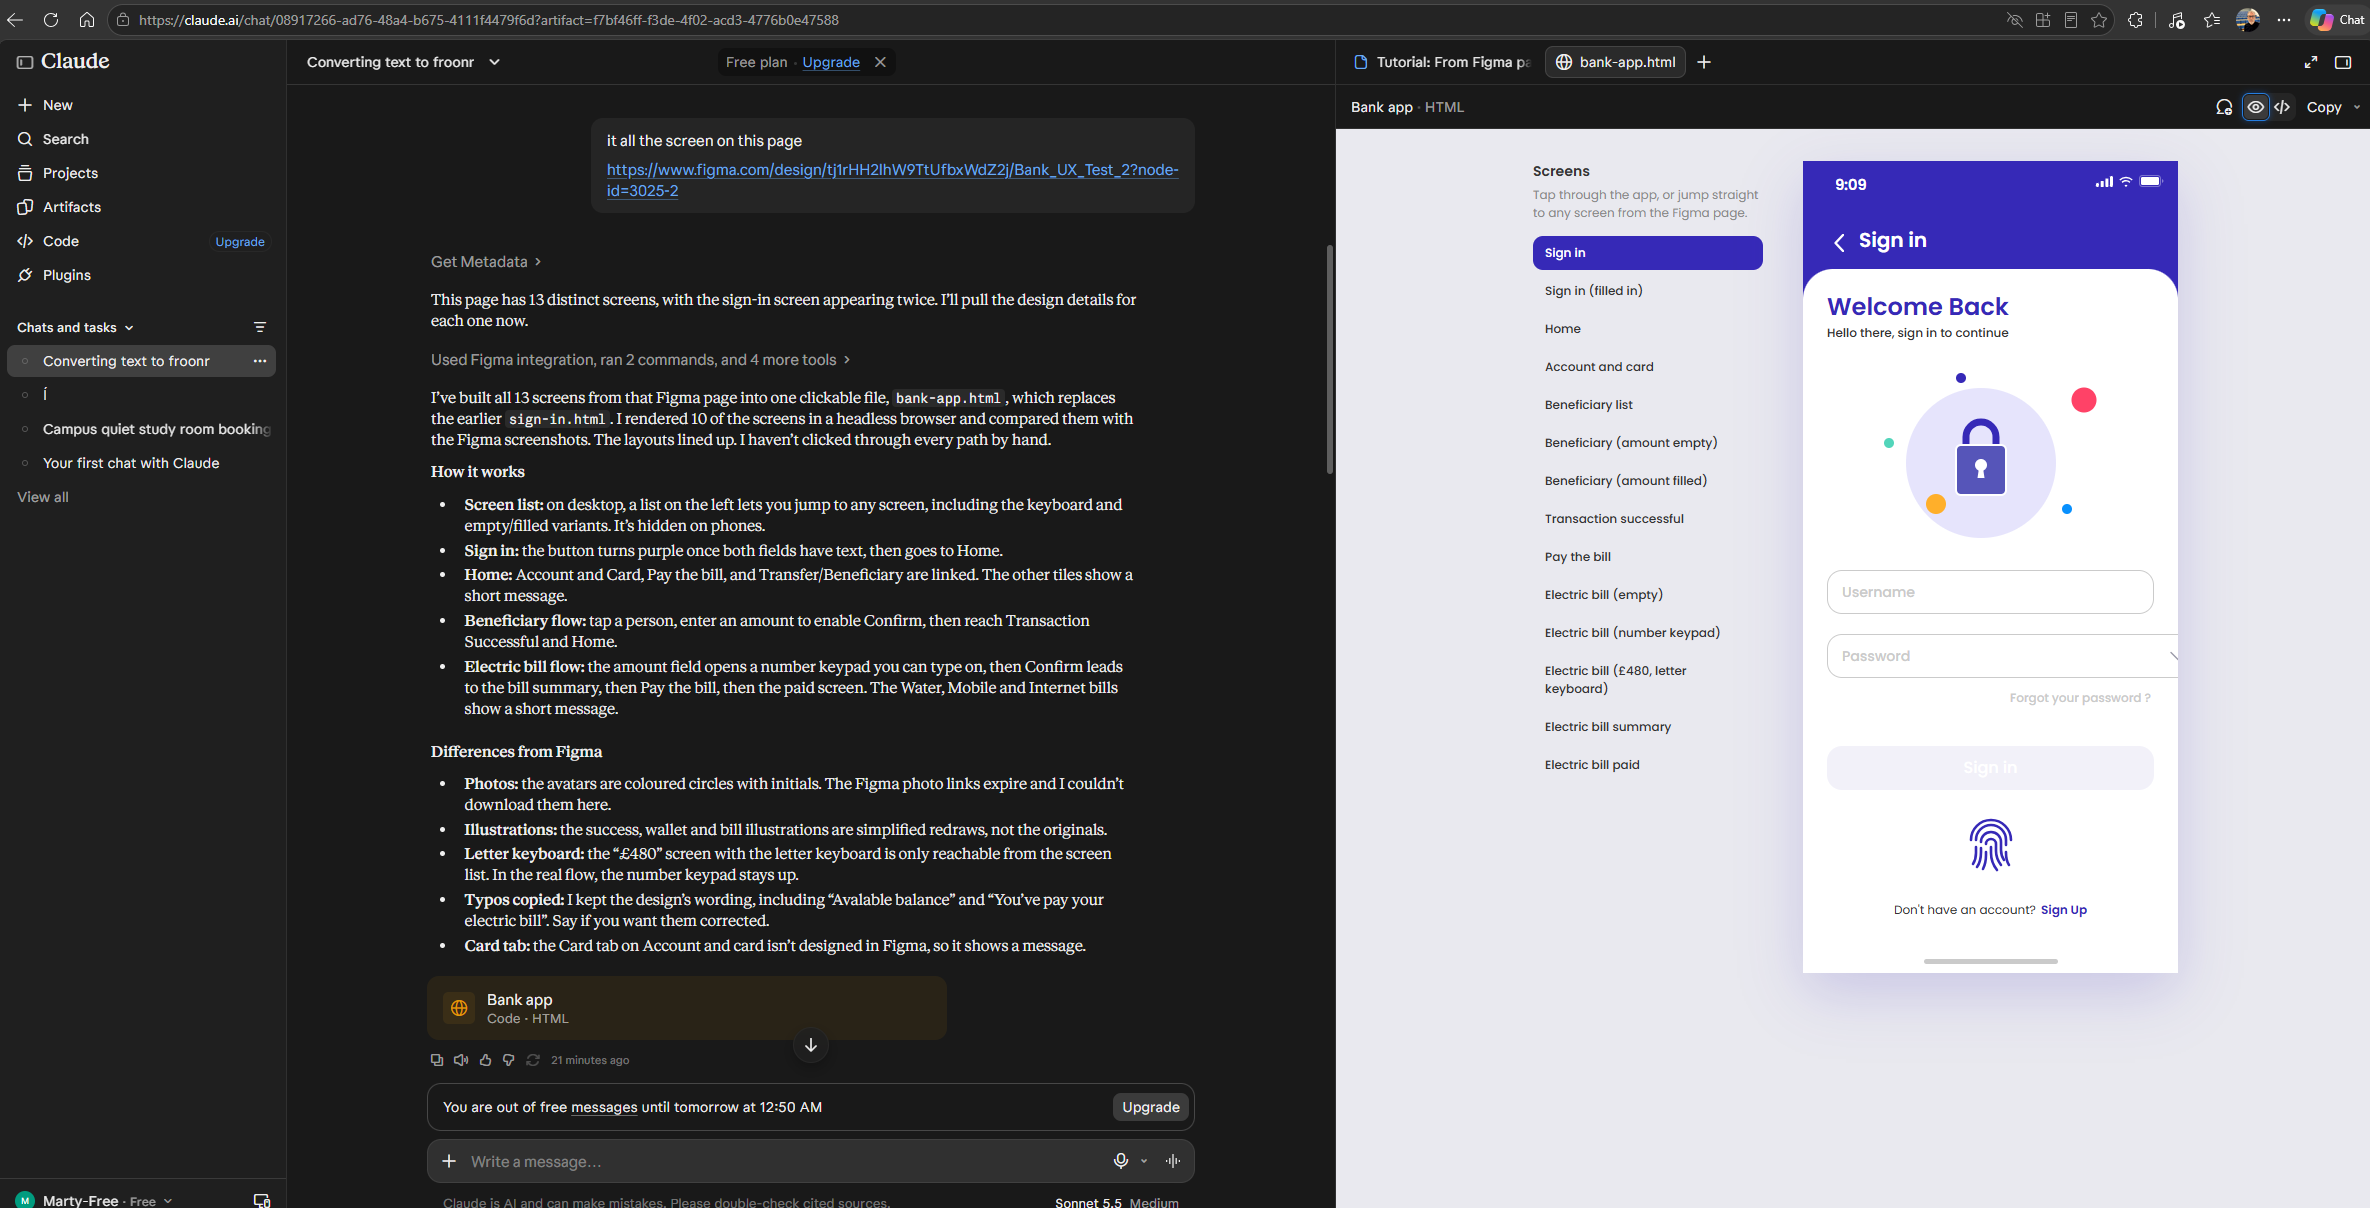 https://claude.ai/chat/08917266-ad76-48a4-b675-4111f4479f6d?artifact=f7bf46ff-f3de-4f02-acd3-4776b0e47588
Chat
Claude
New
Search
Projects
Artifacts
Code
Upgrade
Plugins
Chats and tasks
Converting text to froonr
Í
Campus quiet study room booking
Your first chat with Claude
View all
M
Marty-Free · Free
Converting text to froonr
Free plan · Upgrade
it all the screen on this page
https://www.figma.com/design/tj1rHH2IhW9TtUfbxWdZ2j/Bank_UX_Test_2?node-
id=3025-2
Get Metadata
This page has 13 distinct screens, with the sign-in screen appearing twice. I'll pull the design details for
each one now.
Used Figma integration, ran 2 commands, and 4 more tools
I've built all 13 screens from that Figma page into one clickable file, bank-app.html, which replaces
the earlier sign-in.html. I rendered 10 of the screens in a headless browser and compared them with
the Figma screenshots. The layouts lined up. I haven't clicked through every path by hand.
How it works
• Screen list: on desktop, a list on the left lets you jump to any screen, including the keyboard and
empty/filled variants. It's hidden on phones.
• Sign in: the button turns purple once both fields have text, then goes to Home.
• Home: Account and Card, Pay the bill, and Transfer/Beneficiary are linked. The other tiles show a
short message.
• Beneficiary flow: tap a person, enter an amount to enable Confirm, then reach Transaction
Successful and Home.
• Electric bill flow: the amount field opens a number keypad you can type on, then Confirm leads
to the bill summary, then Pay the bill, then the paid screen. The Water, Mobile and Internet bills
show a short message.
Differences from Figma
• Photos: the avatars are coloured circles with initials. The Figma photo links expire and I couldn't
download them here.
• Illustrations: the success, wallet and bill illustrations are simplified redraws, not the originals.
• Letter keyboard: the "£480" screen with the letter keyboard is only reachable from the screen
list. In the real flow, the number keypad stays up.
• Typos copied: I kept the design's wording, including "Avalable balance" and "You've pay your
electric bill". Say if you want them corrected.
• Card tab: the Card tab on Account and card isn't designed in Figma, so it shows a message.
Bank app
Code · HTML
21 minutes ago
You are out of free messages until tomorrow at 12:50 AM
Upgrade
Write a message...
Claude is AI and can make mistakes. Please double-check cited sources.
Sonnet 5.5 Medium
Tutorial: From Figma pa
bank-app.html
Bank app · HTML
Copy
Screens
Tap through the app, or jump straight
to any screen from the Figma page.
Sign in
Sign in (filled in)
Home
Account and card
Beneficiary list
Beneficiary (amount empty)
Beneficiary (amount filled)
Transaction successful
Pay the bill
Electric bill (empty)
Electric bill (number keypad)
Electric bill (£480, letter
keyboard)
Electric bill summary
Electric bill paid
9:09
Sign in
Welcome Back
Hello there, sign in to continue
Username
Password
Forgot your password ?
Sign in
Don't have an account? Sign Up